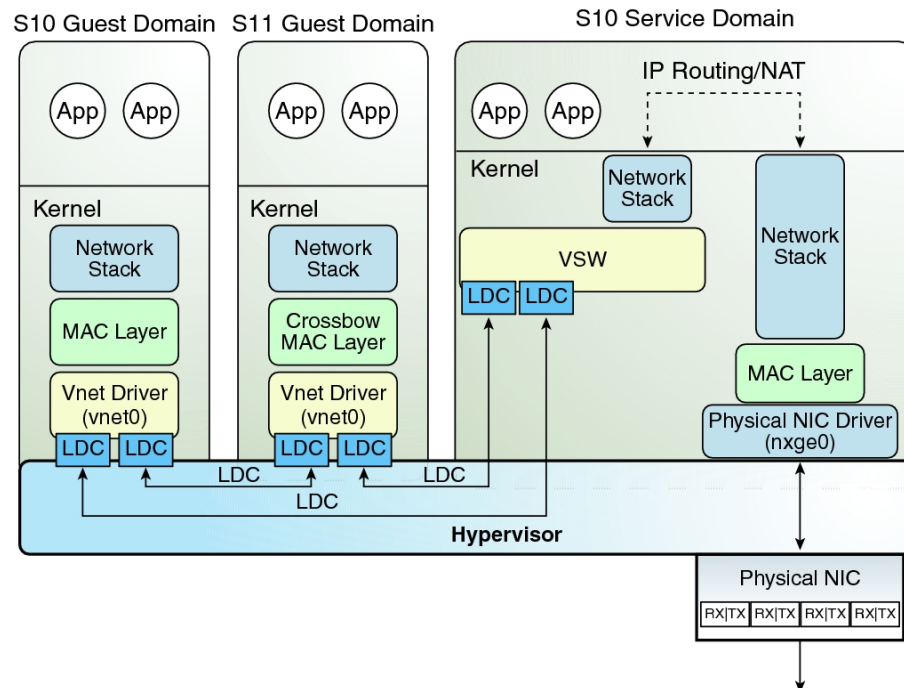 S10 Guest Domain
App
App
Kernel
Network
Stack
MAC Layer
Vnet Driver
(vnet0)
LDC
LDC
S11 Guest Domain
App
App
Kernel
Network
Stack
Crossbow
MAC Layer
Vnet Driver
(vnet0)
LDC
LDC
S10 Service Domain
App
App
IP Routing/NAT
Kernel
Network
Stack
VSW
LDC
LDC
Network
Stack
MAC Layer
Physical NIC Driver
(nxge0)
LDC
LDC
LDC
Hypervisor
Physical NIC
RX|TX
RX|TX
RX|TX
RX|TX